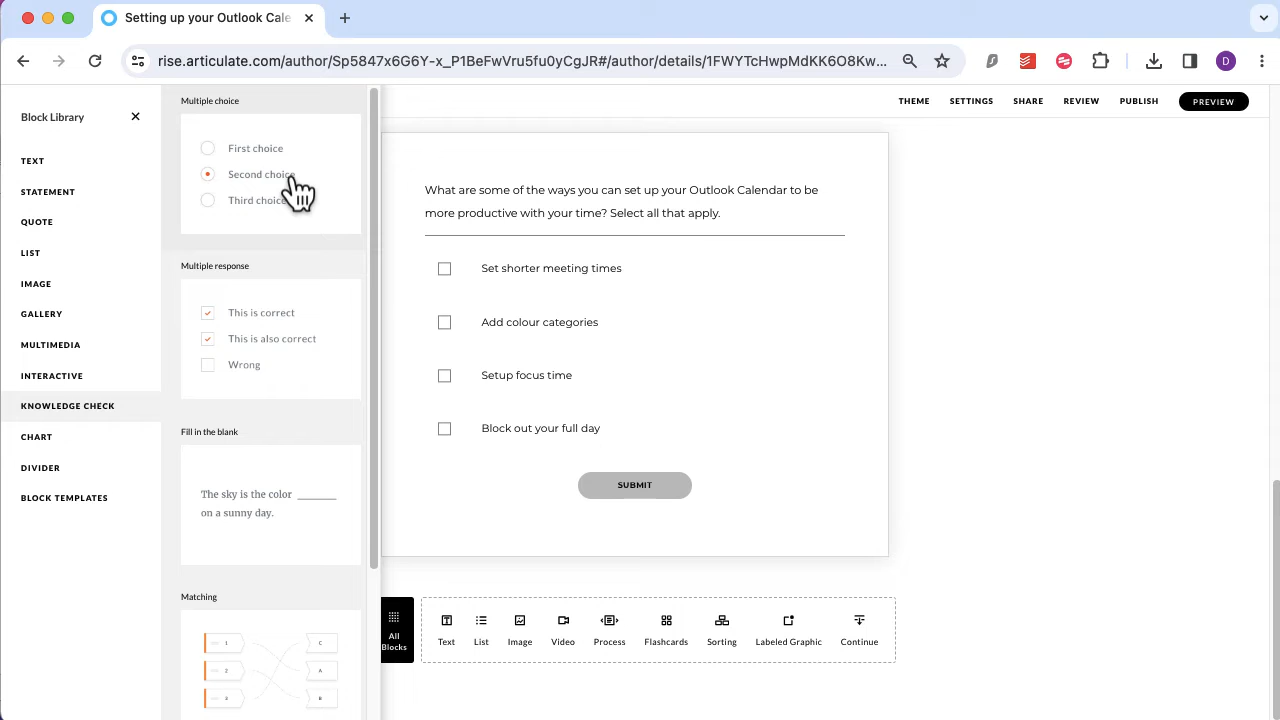 Setting up your Outlook Cale
rise.articulate.com/author/Sp5847x6G6Y-x_P1BeFwVru5fu0yCgJR#/author/details/1FWYTcHwpMdKK6O8Kw...
D
Block Library
TEXT
STATEMENT
QUOTE
LIST
IMAGE
GALLERY
MULTIMEDIA
INTERACTIVE
KNOWLEDGE CHECK
CHART
DIVIDER
BLOCK TEMPLATES
Multiple choice
First choice
Second choice
Third choice
Multiple response
This is correct
This is also correct
Wrong
Fill in the blank
The sky is the color ________
on a sunny day.
Matching
1 C
2 A
3 B
THEME SETTINGS SHARE REVIEW PUBLISH PREVIEW
What are some of the ways you can set up your Outlook Calendar to be
more productive with your time? Select all that apply.
Set shorter meeting times
Add colour categories
Setup focus time
Block out your full day
SUBMIT
All
Blocks
Text List Image Video Process Flashcards Sorting Labeled Graphic Continue